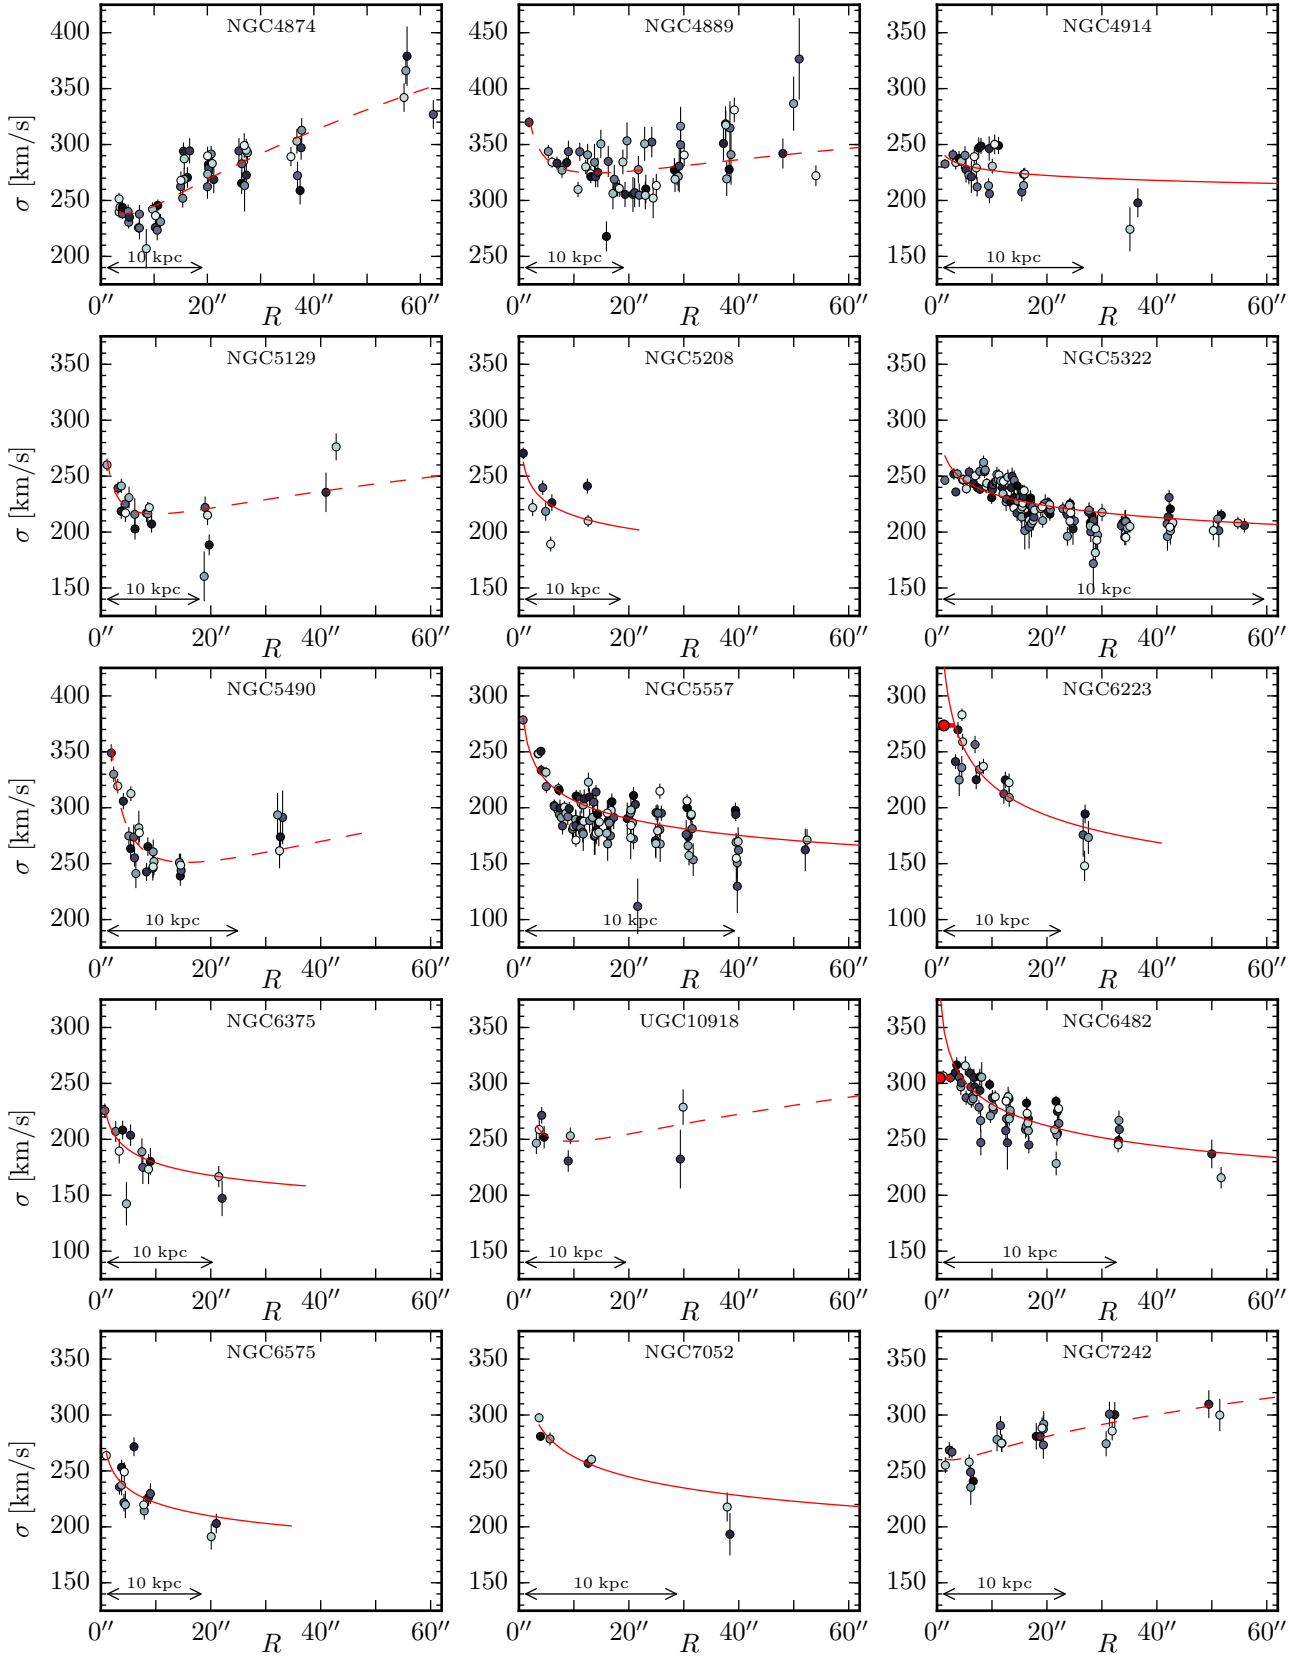 NGC4874 NGC4889 NGC4914
400 450 300
350 400 250
300 350 200
250 300 150
200 250
σ [km/s]
10 kpc 10 kpc 10 kpc
0″ 20″ 40″ 60″ 0″ 20″ 40″ 60″ 0″ 20″ 40″ 60″
R R R
NGC5129 NGC5208 NGC5322
350 350 350
300 300 300
250 250 250
200 200 200
150 150 150
σ [km/s]
10 kpc 10 kpc 10 kpc
0″ 20″ 40″ 60″ 0″ 20″ 40″ 60″ 0″ 20″ 40″ 60″
R R R
NGC5490 NGC5557 NGC6223
400 300 300
350 250 250
300 200 200
250 150 150
200 100 100
σ [km/s]
10 kpc 10 kpc 10 kpc
0″ 20″ 40″ 60″ 0″ 20″ 40″ 60″ 0″ 20″ 40″ 60″
R R R
NGC6375 UGC10918 NGC6482
300 350 350
250 300 300
200 250 250
150 200 200
100 150 150
σ [km/s]
10 kpc 10 kpc 10 kpc
0″ 20″ 40″ 60″ 0″ 20″ 40″ 60″ 0″ 20″ 40″ 60″
R R R
NGC6575 NGC7052 NGC7242
350 350 350
300 300 300
250 250 250
200 200 200
150 150 150
σ [km/s]
10 kpc 10 kpc 10 kpc
0″ 20″ 40″ 60″ 0″ 20″ 40″ 60″ 0″ 20″ 40″ 60″
R R R